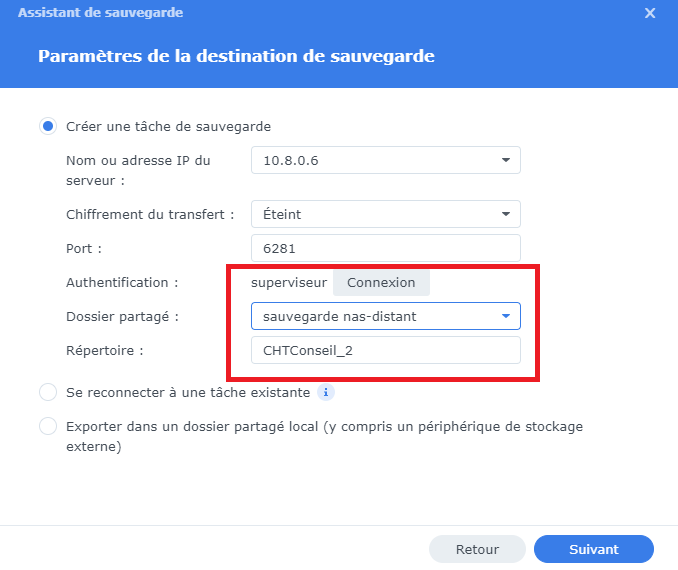 Assistant de sauvegarde
Paramètres de la destination de sauvegarde
Créer une tâche de sauvegarde
Nom ou adresse IP du
serveur :
10.8.0.6
Chiffrement du transfert :
Éteint
Port :
6281
Authentification :
superviseur
Connexion
Dossier partagé :
sauvegarde nas-distant
Répertoire :
CHTConseil_2
Se reconnecter à une tâche existante
i
Exporter dans un dossier partagé local (y compris un périphérique de stockage
externe)
Retour
Suivant